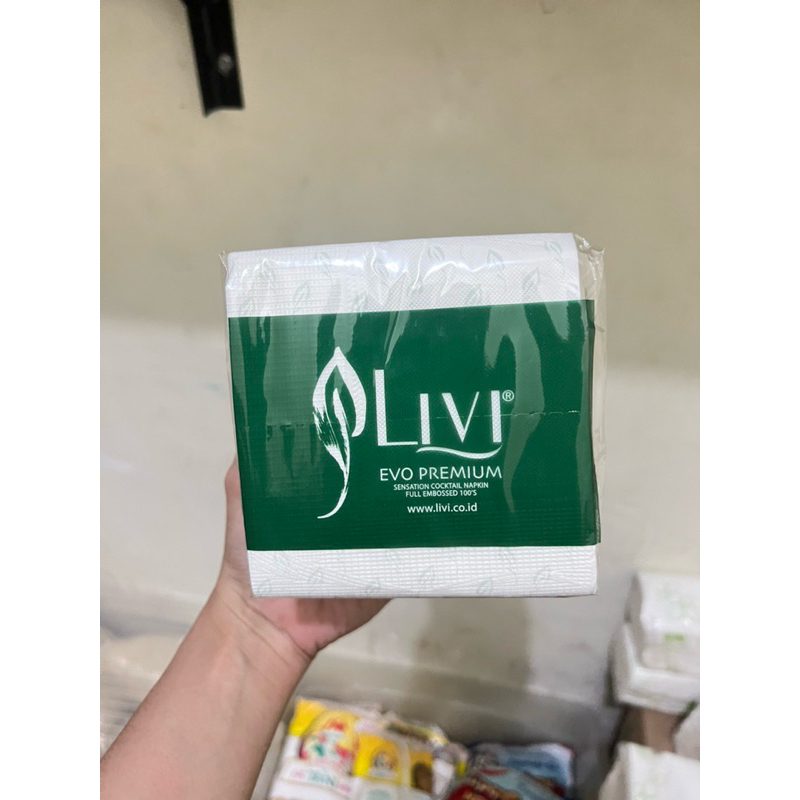 LIVI®
EVO PREMIUM
SENSATION COCKTAIL NAPKIN
FULL EMBOSSED 100'S
www.livi.co.id